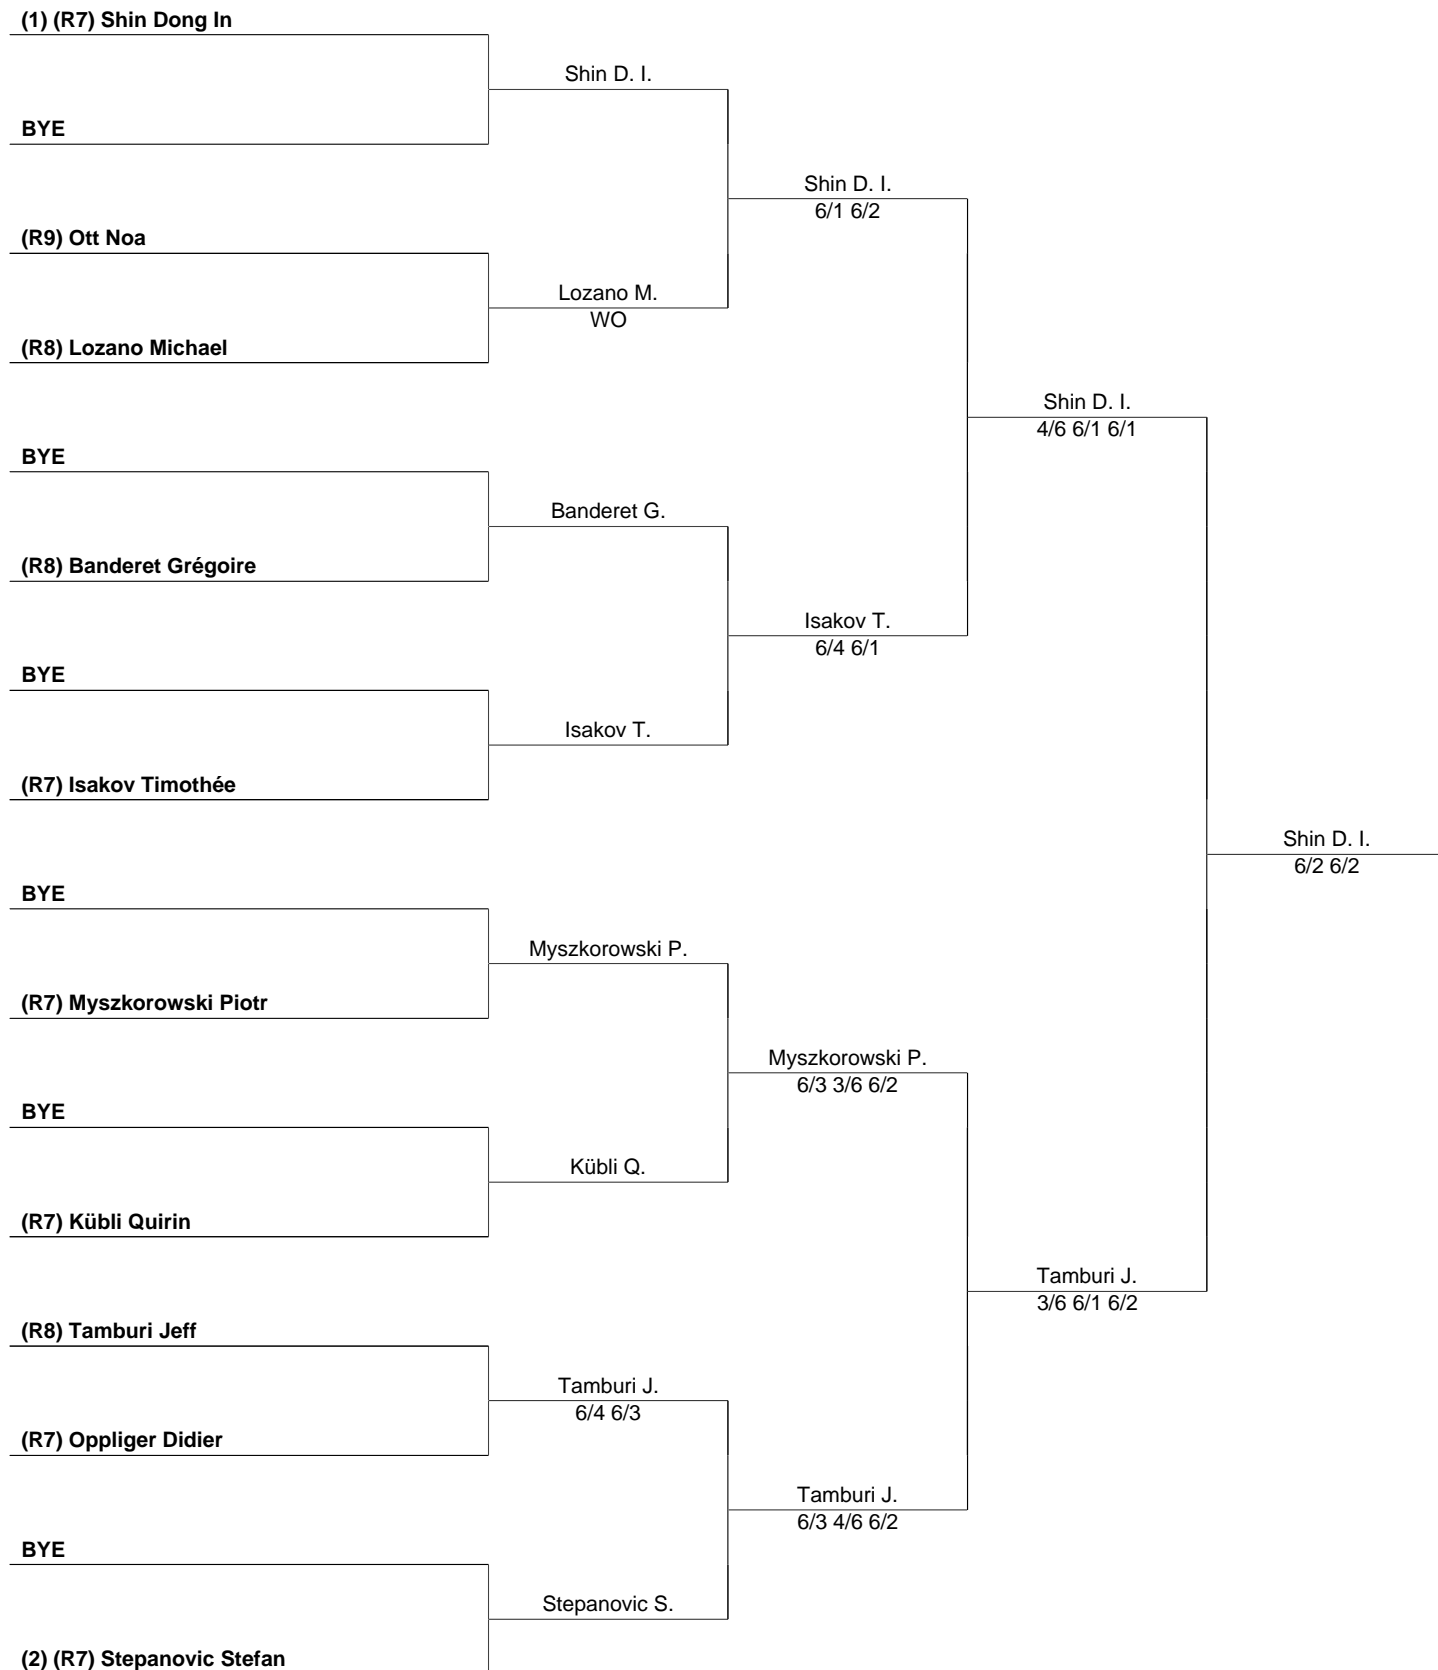 (1) (R7) Shin Dong In
Shin D. I.
BYE
Shin D. I.
6/1 6/2
(R9) Ott Noa
Lozano M.
WO
(R8) Lozano Michael
Shin D. I.
4/6 6/1 6/1
BYE
Banderet G.
(R8) Banderet Grégoire
Isakov T.
6/4 6/1
BYE
Isakov T.
(R7) Isakov Timothée
Shin D. I.
6/2 6/2
BYE
Myszkorowski P.
(R7) Myszkorowski Piotr
Myszkorowski P.
6/3 3/6 6/2
BYE
Kübli Q.
(R7) Kübli Quirin
Tamburi J.
3/6 6/1 6/2
(R8) Tamburi Jeff
Tamburi J.
6/4 6/3
(R7) Oppliger Didier
Tamburi J.
6/3 4/6 6/2
BYE
Stepanovic S.
(2) (R7) Stepanovic Stefan